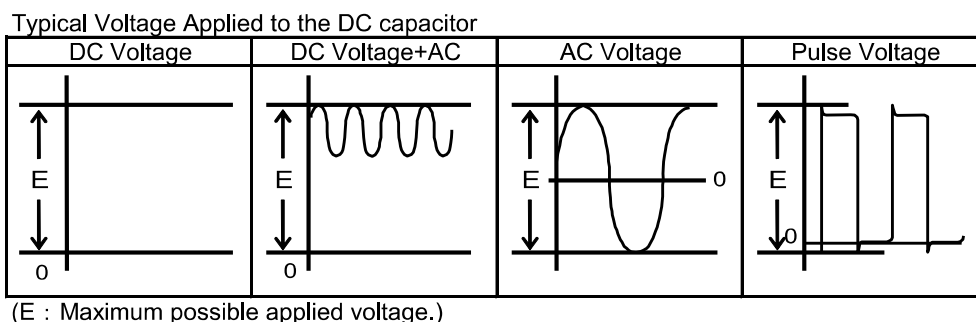 Typical Voltage Applied to the DC capacitor
DC Voltage DC Voltage+AC AC Voltage Pulse Voltage
E E E 0 E
0
0 0
(E : Maximum possible applied voltage.)